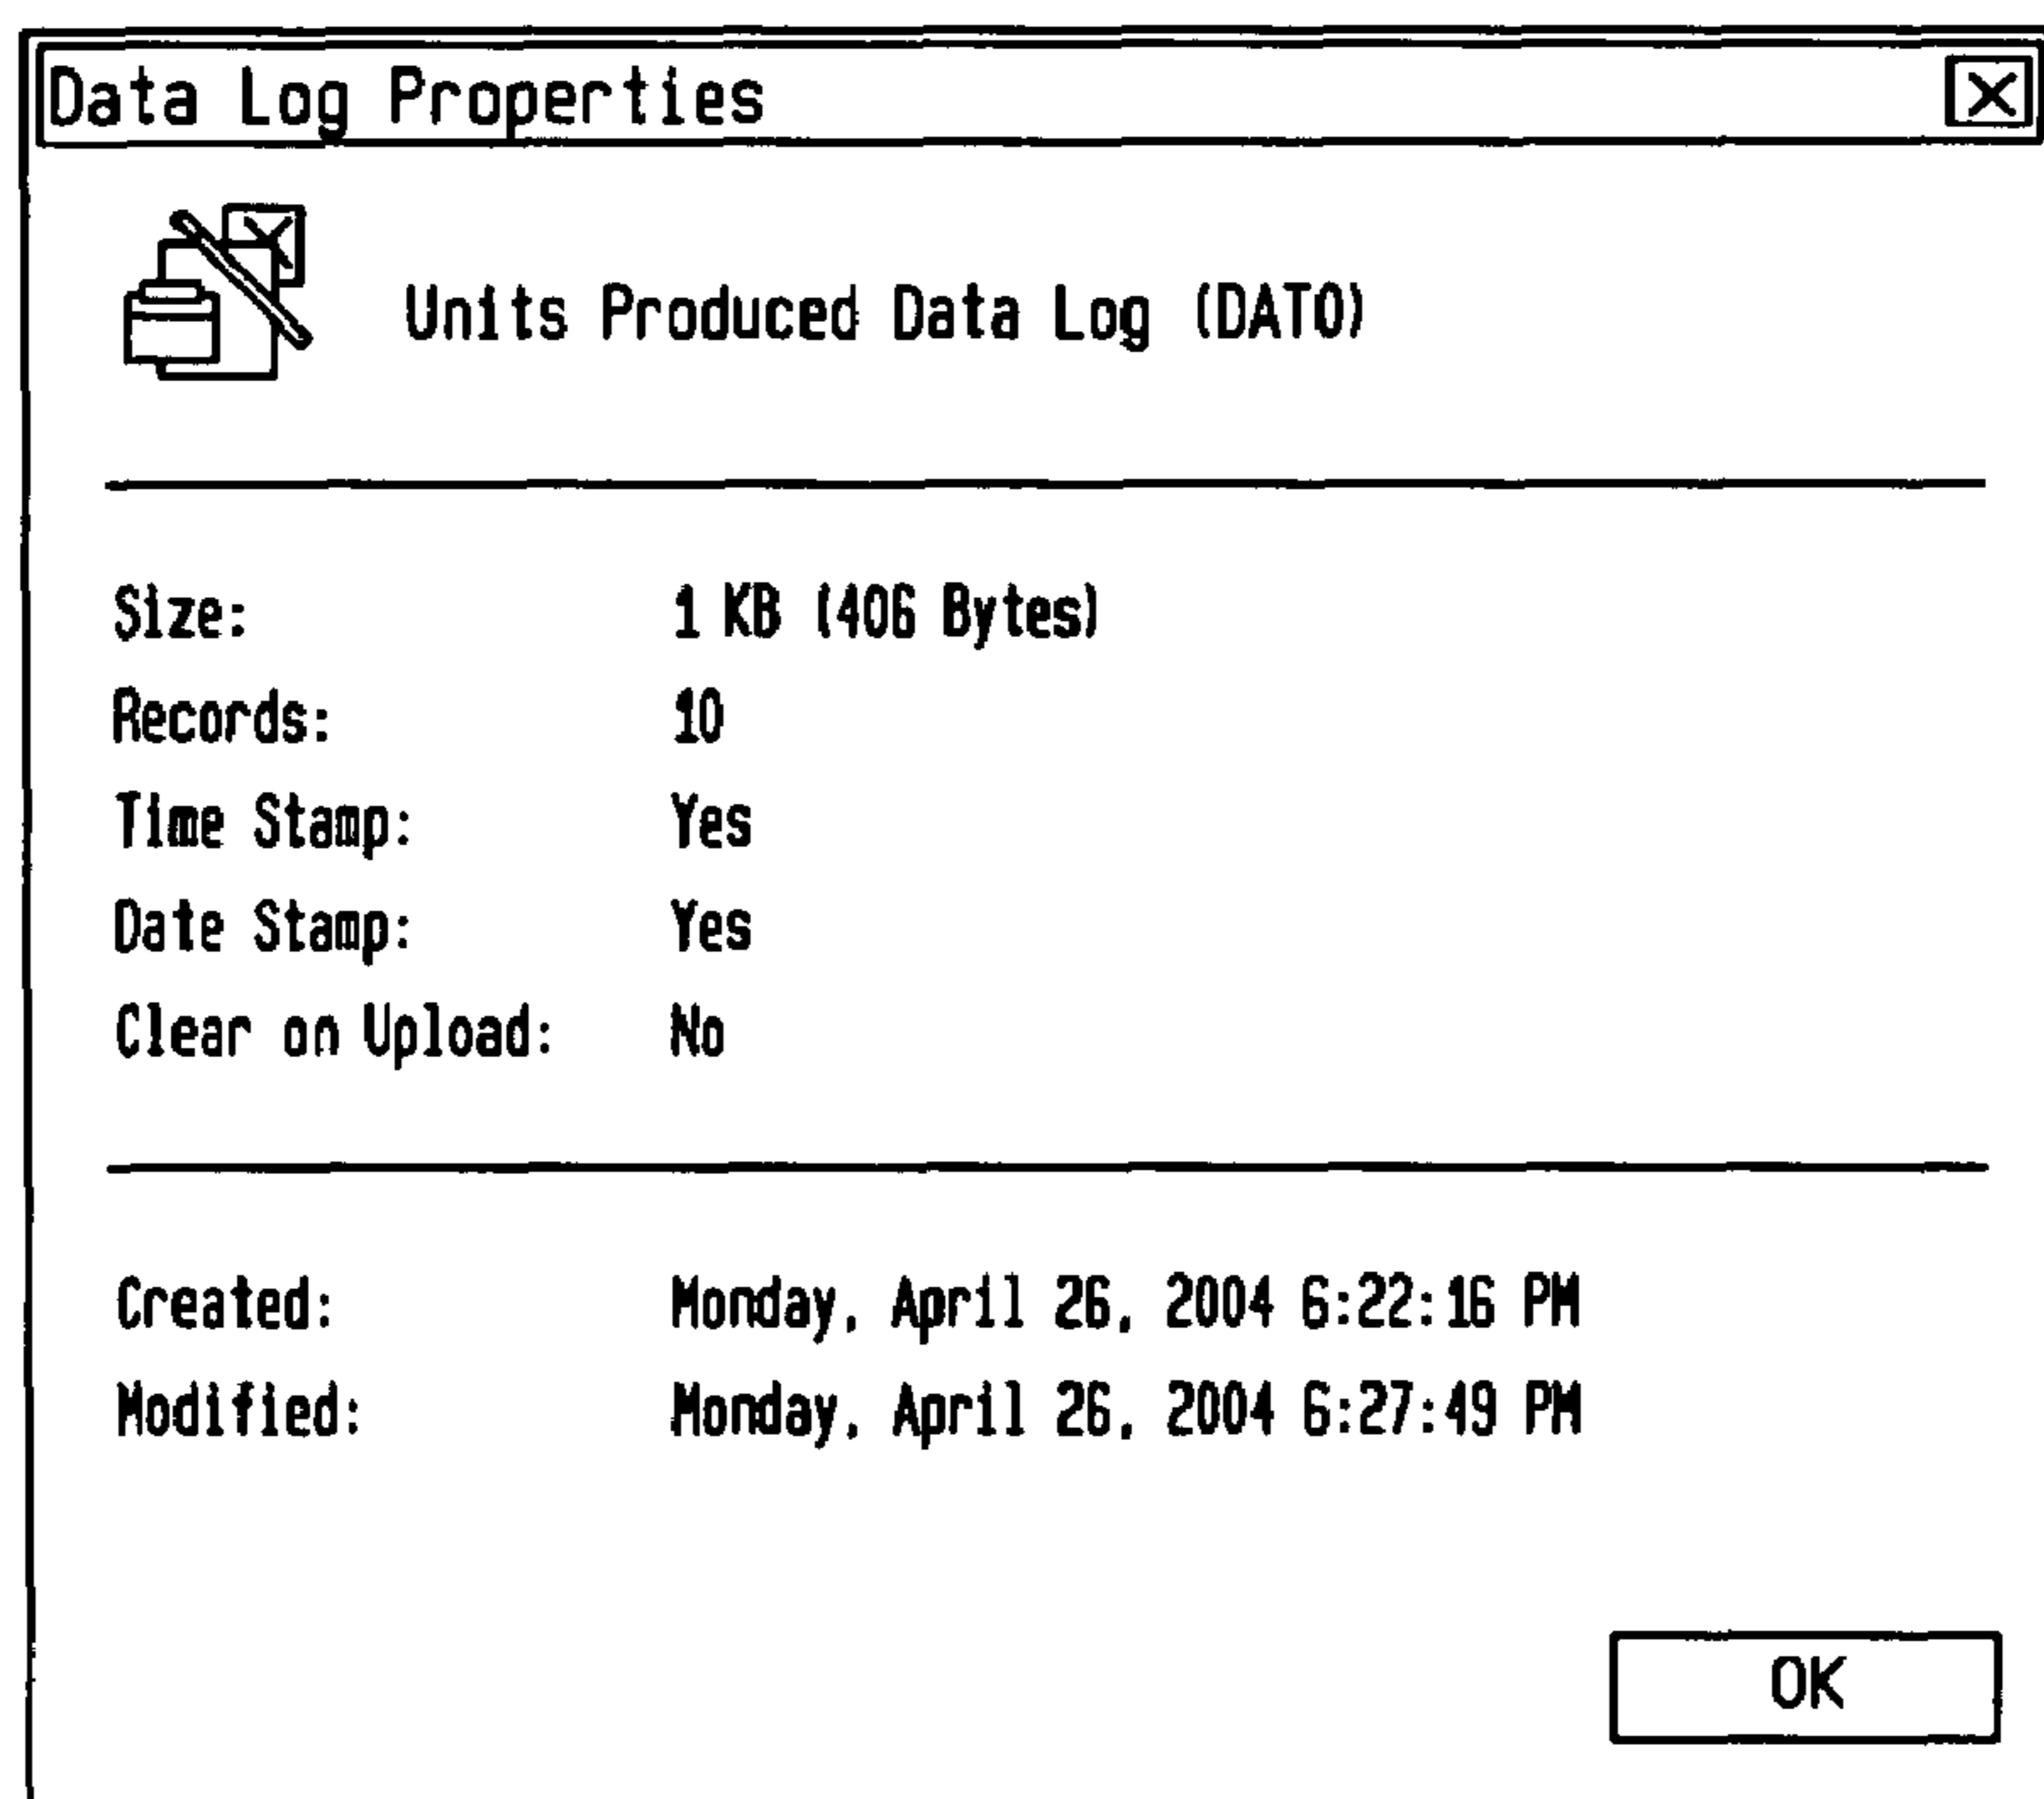 Data Log Properties
Units Produced Data Log (DAT0)
Size: 1 KB (406 Bytes)
Records: 10
Time Stamp: Yes
Date Stamp: Yes
Clear on Upload: No
Created: Monday, April 26, 2004 6:22:16 PM
Modified: Monday, April 26, 2004 6:27:49 PM
OK